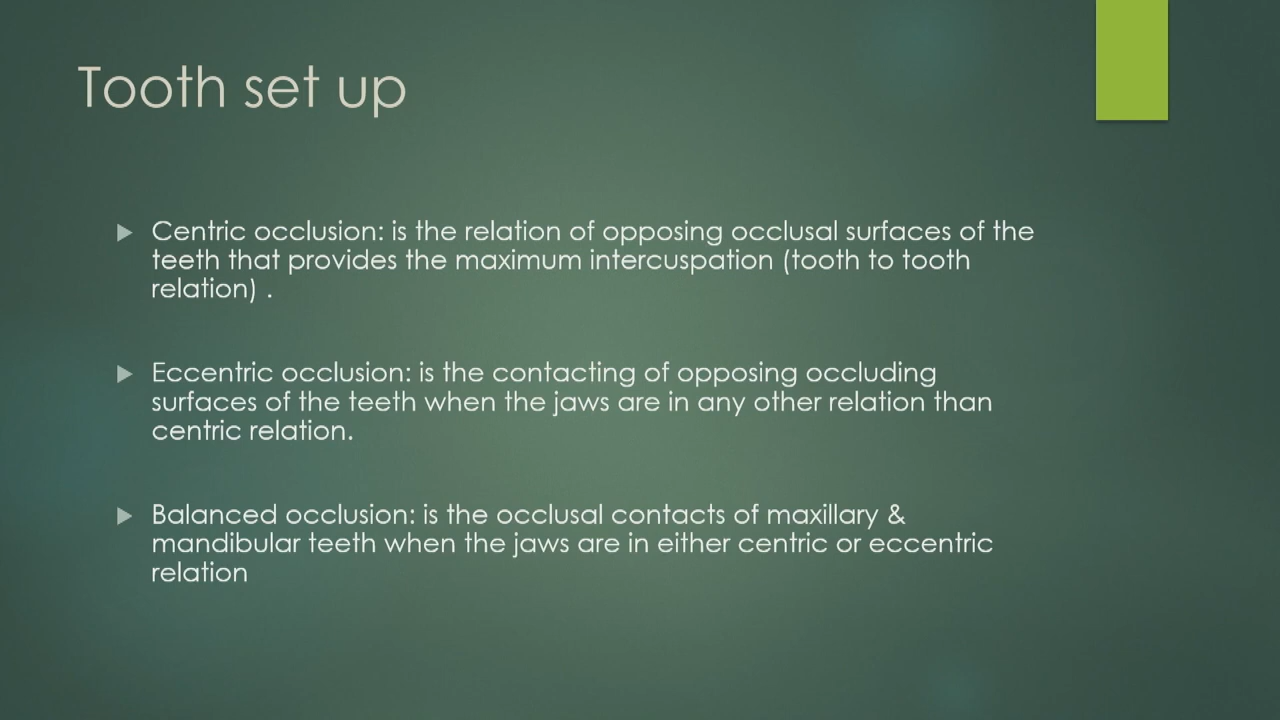 Tooth set up
Centric occlusion: is the relation of opposing occlusal surfaces of the
teeth that provides the maximum intercuspation (tooth to tooth
relation) .
Eccentric occlusion: is the contacting of opposing occluding
surfaces of the teeth when the jaws are in any other relation than
centric relation.
Balanced occlusion: is the occlusal contacts of maxillary &
mandibular teeth when the jaws are in either centric or eccentric
relation